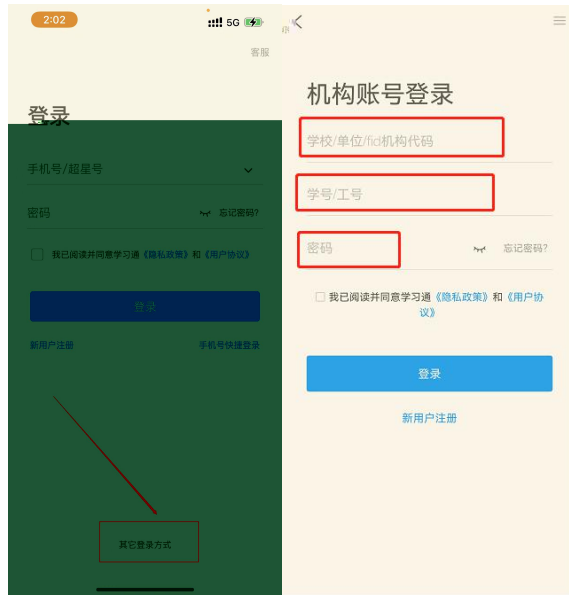 2:02
5G
客服
登录
手机号/超星号
密码
忘记密码?
我已阅读并同意学习通《隐私政策》和《用户协议》
登录
新用户注册
手机号快捷登录
其它登录方式
机构账号登录
学校/单位/fid机构代码
学号/工号
密码
忘记密码?
我已阅读并同意学习通《隐私政策》和《用户协
议》
登录
新用户注册